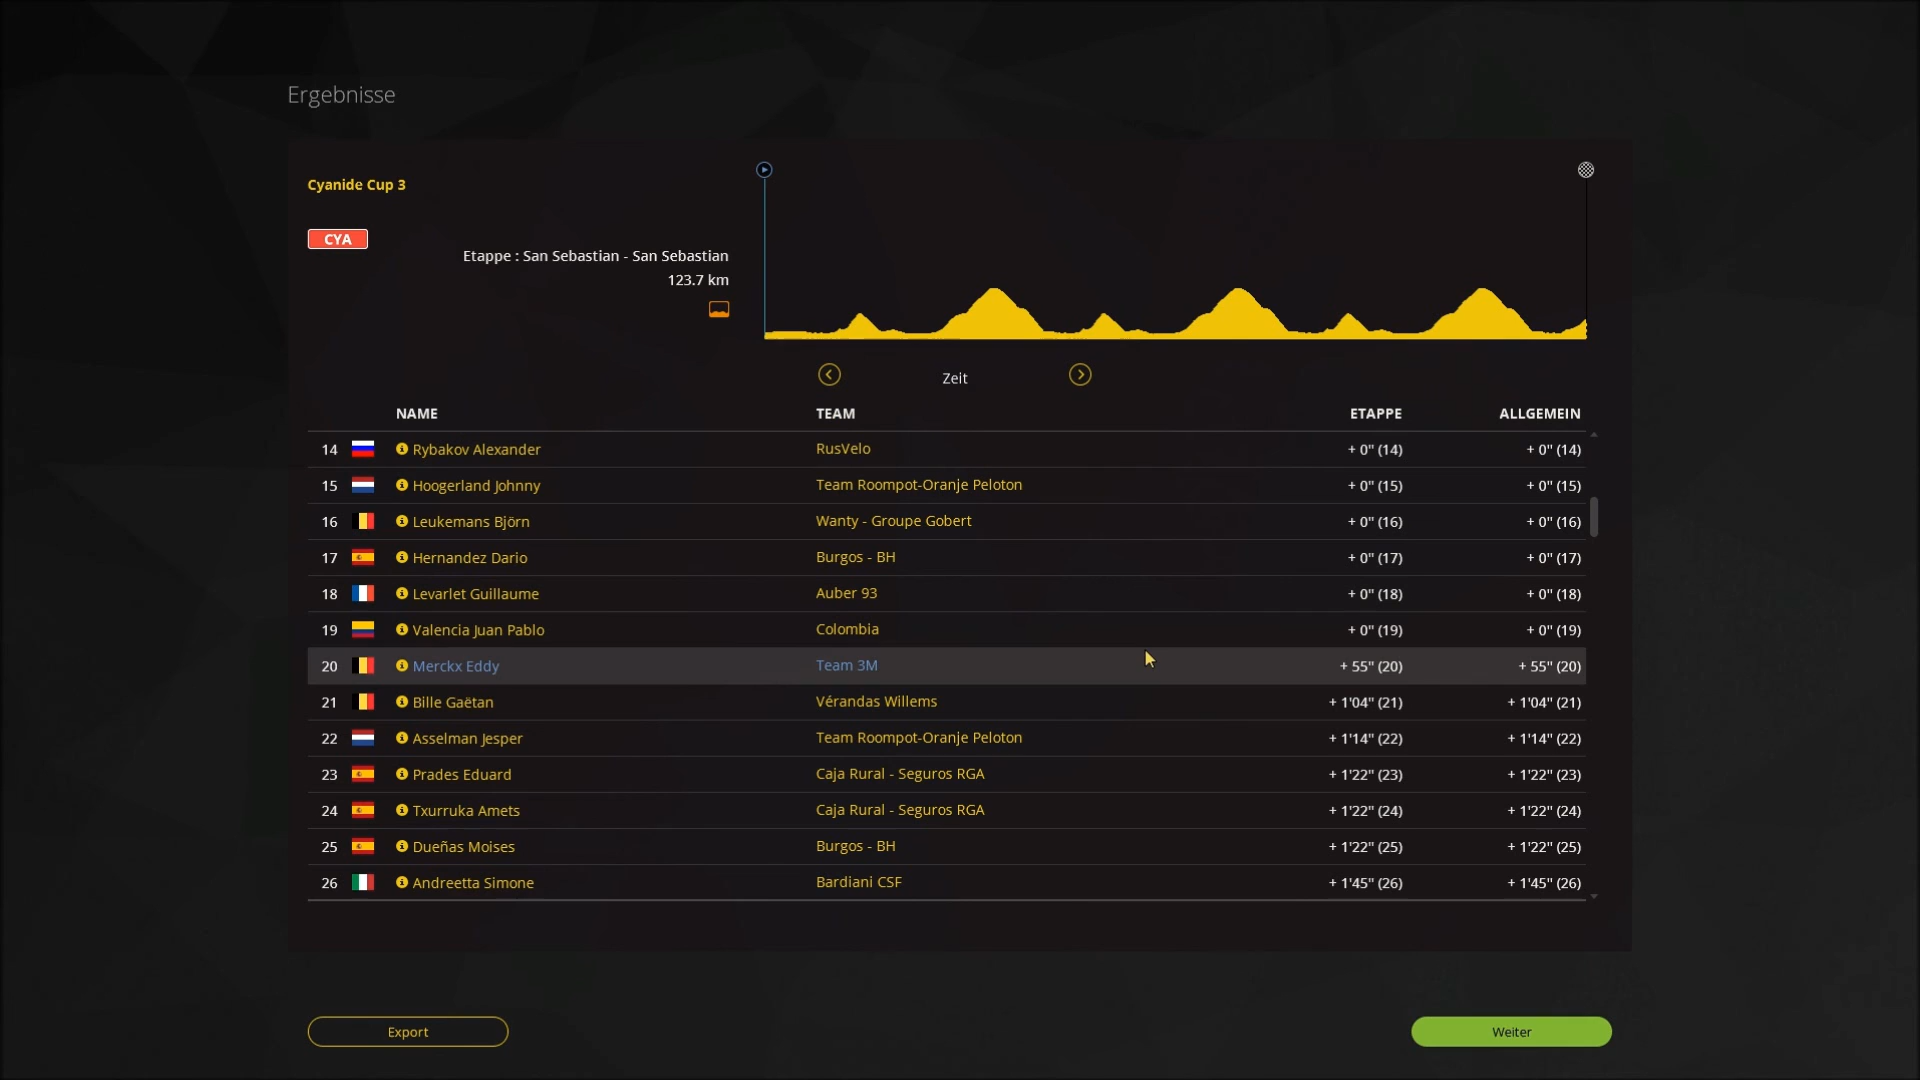 Ergebnisse
Cyanide Cup 3
CYA
Etappe : San Sebastian - San Sebastian
123.7 km
Zeit
NAME TEAM ETAPPE ALLGEMEIN
14 Rybakov Alexander RusVelo + 0'' (14) + 0'' (14)
15 Hoogerland Johnny Team Roompot-Oranje Peloton + 0'' (15) + 0'' (15)
16 Leukemans Björn Wanty - Groupe Gobert + 0'' (16) + 0'' (16)
17 Hernandez Dario Burgos - BH + 0'' (17) + 0'' (17)
18 Levarlet Guillaume Auber 93 + 0'' (18) + 0'' (18)
19 Valencia Juan Pablo Colombia + 0'' (19) + 0'' (19)
20 Merckx Eddy Team 3M + 55'' (20) + 55'' (20)
21 Bille Gaëtan Vérandas Willems + 1'04'' (21) + 1'04'' (21)
22 Asselman Jesper Team Roompot-Oranje Peloton + 1'14'' (22) + 1'14'' (22)
23 Prades Eduard Caja Rural - Seguros RGA + 1'22'' (23) + 1'22'' (23)
24 Txurruka Amets Caja Rural - Seguros RGA + 1'22'' (24) + 1'22'' (24)
25 Dueñas Moises Burgos - BH + 1'22'' (25) + 1'22'' (25)
26 Andreetta Simone Bardiani CSF + 1'45'' (26) + 1'45'' (26)
Export Weiter